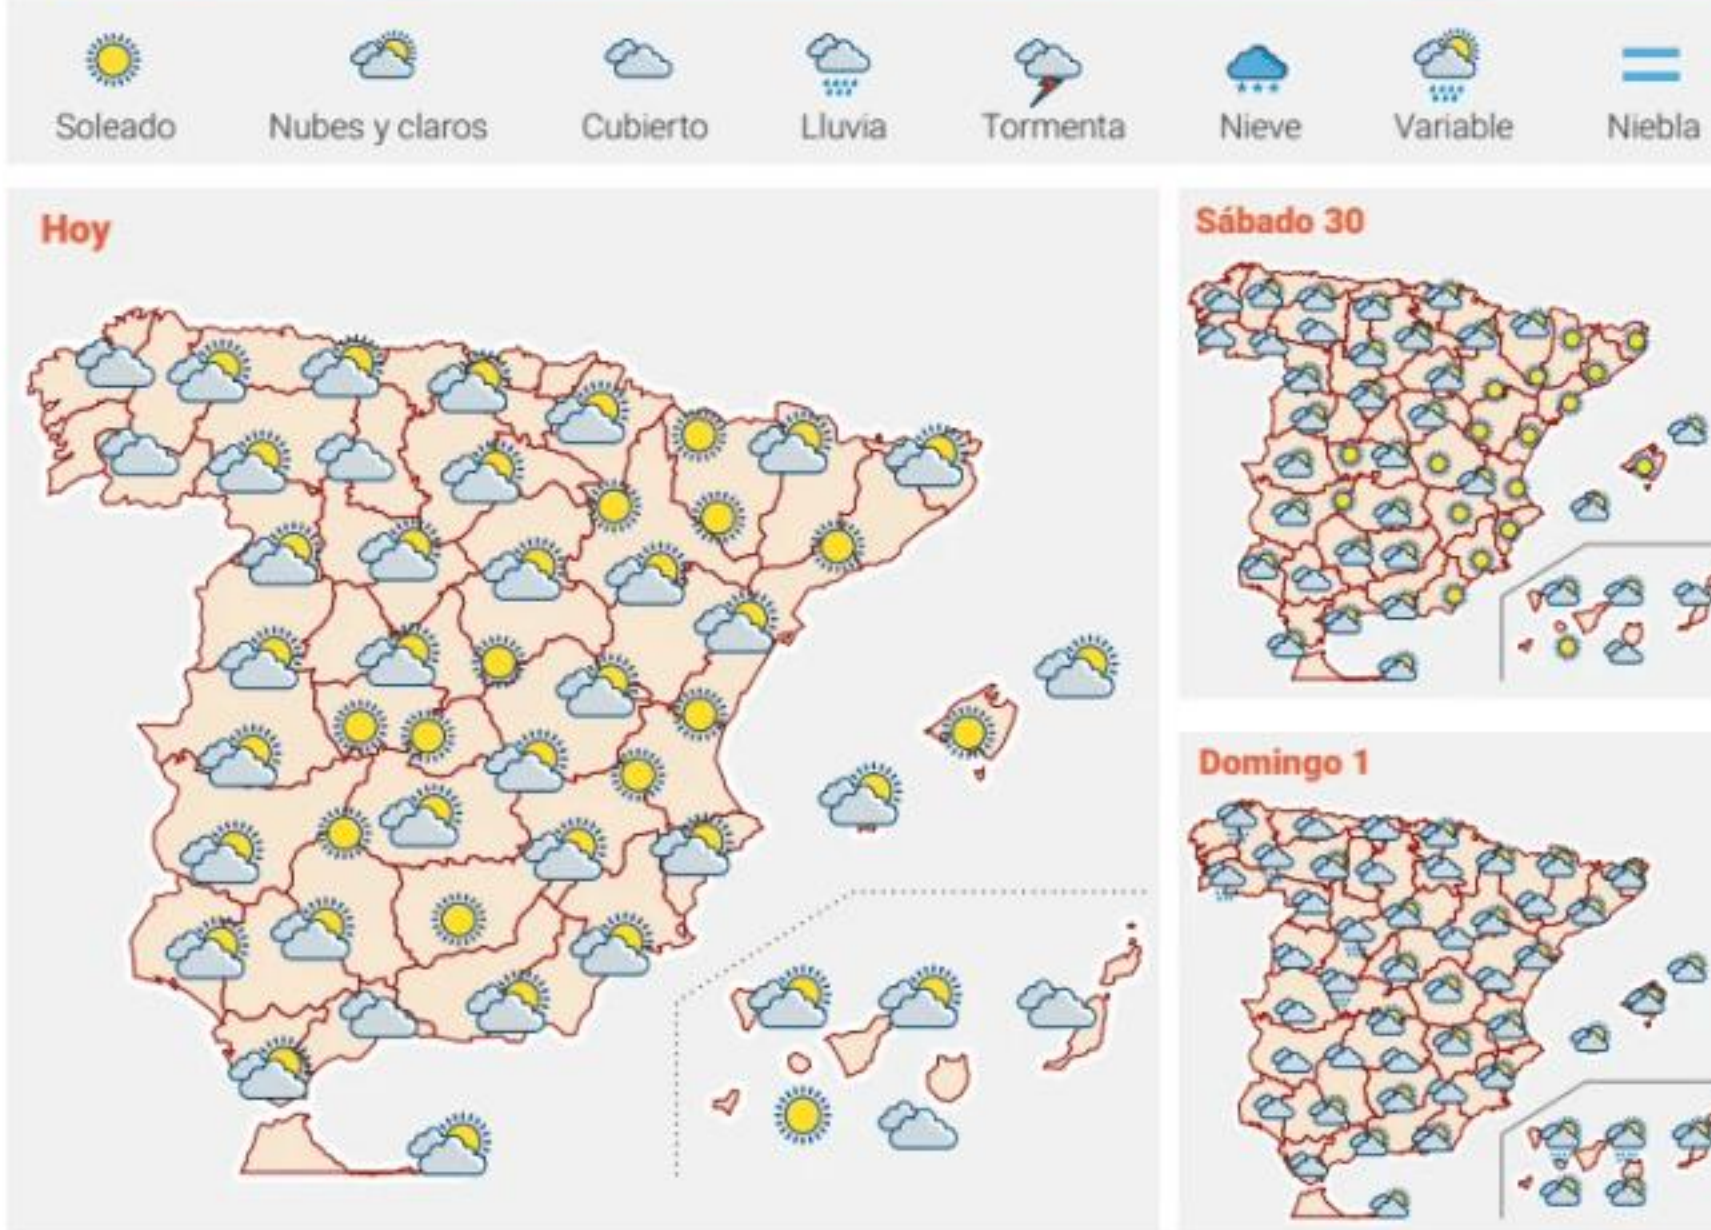 Soleado
Nubes y claros
Cubierto
Lluvia
Tormenta
Nieve
Variable
Niebla
Hoy
Sábado 30
Domingo 1